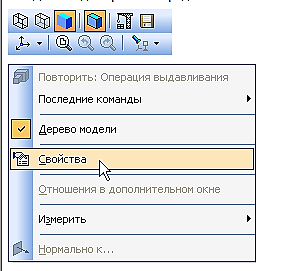 Повторить: Операция выдавливания
Последние команды
Дерево модели
Свойства
Отношения в дополнительном окне
Измерить
Нормально к...